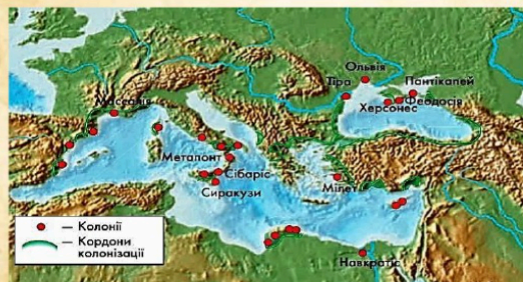 Ольвія
Тіра
Пантікапей
Феодосія
Херсонес
Массалія
Метапонт
Сібаріс
Сиракузи
Мілет
Навкратіс
— Колонії
— Кордони
колонізації